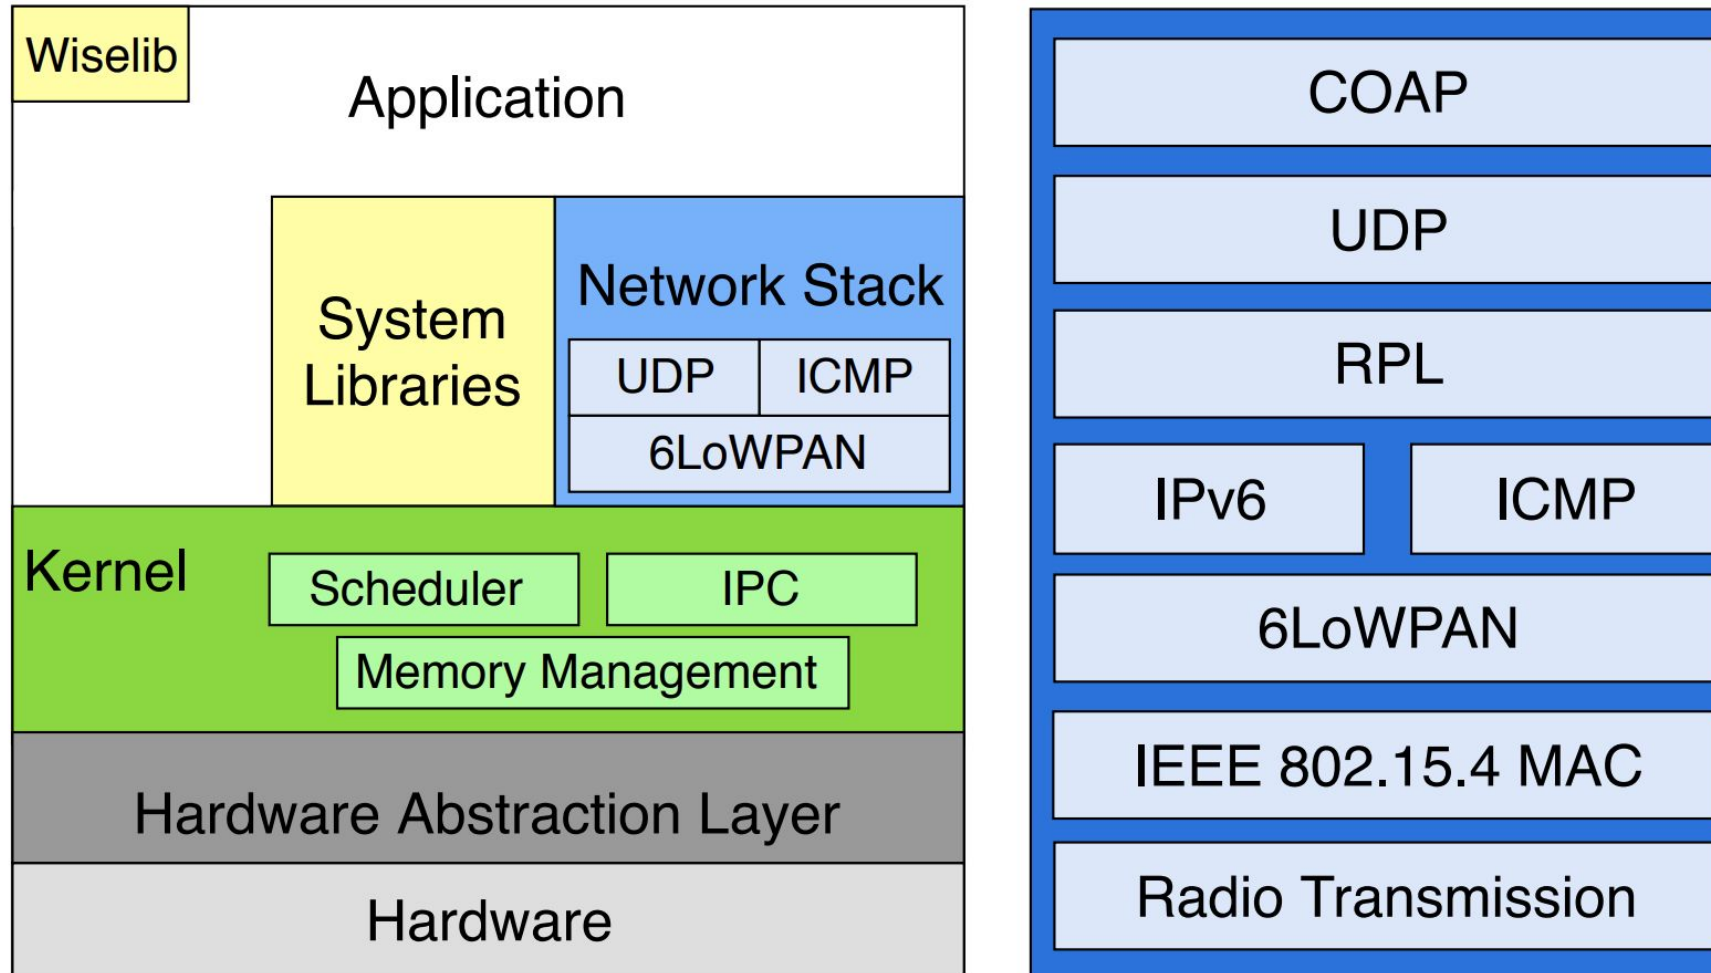 Wiselib
Application
System
Libraries
Network Stack
UDP ICMP
6LoWPAN
Kernel
Scheduler IPC
Memory Management
Hardware Abstraction Layer
Hardware
COAP
UDP
RPL
IPv6 ICMP
6LoWPAN
IEEE 802.15.4 MAC
Radio Transmission